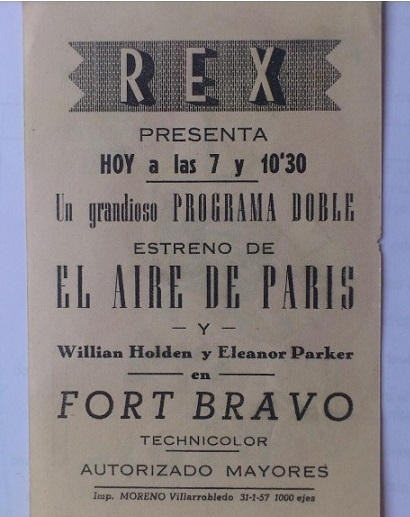 REX
PRESENTA
HOY a las 7 y 10'30
Un grandioso PROGRAMA DOBLE
ESTRENO DE
EL AIRE DE PARIS
— Y —
Willian Holden y Eleanor Parker
en
FORT BRAVO
TECHNICOLOR
AUTORIZADO MAYORES
Imp. MORENO Villarrobledo 31-1-57 1000 ejes